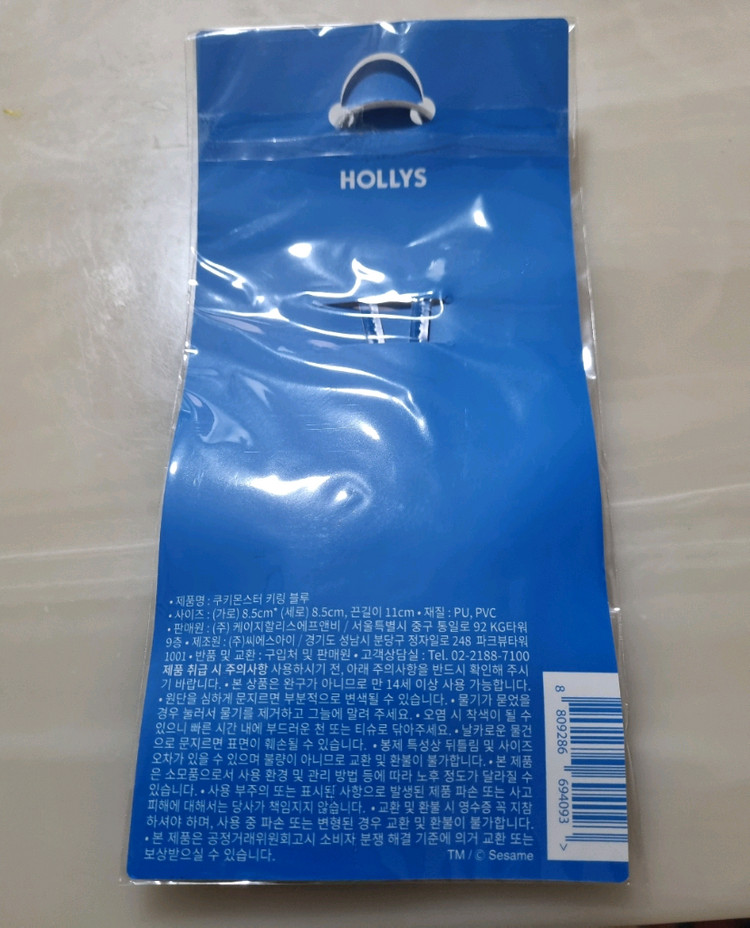 HOLLYS
• 제품명 : 쿠키몬스터 키링 블루
• 사이즈 : (가로) 8.5cm* (세로) 8.5cm, 끈길이 11cm • 재질 : PU, PVC
• 판매원 : (주) 케이지할리스에프앤비 / 서울특별시 중구 통일로 92 KG타워
9층 • 제조원 : (주)씨에스아이 / 경기도 성남시 분당구 정자일로 248 파크뷰타워
1001 • 반품 및 교환 : 구입처 및 판매원 • 고객상담실 : Tel. 02-2188-7100
제품 취급 시 주의사항 사용하시기 전, 아래 주의사항을 반드시 확인해 주시
기 바랍니다. • 본 상품은 완구가 아니므로 만 14세 이상 사용 가능합니다.
• 원단을 심하게 문지르면 부분적으로 변색될 수 있습니다. • 물기가 묻었을
경우 눌러서 물기를 제거하고 그늘에 말려 주세요. • 오염 시 착색이 될 수
있으니 빠른 시간 내에 부드러운 천 또는 티슈로 닦아주세요. • 날카로운 물건
으로 문지르면 표면이 훼손될 수 있습니다. • 봉제 특성상 뒤틀림 및 사이즈
오차가 있을 수 있으며 불량이 아니므로 교환 및 환불이 불가합니다. • 본 제품
은 소모품으로서 사용 환경 및 관리 방법 등에 따라 노후 정도가 달라질 수
있습니다. • 사용 부주의 또는 표시된 사항으로 발생된 제품 파손 또는 사고
피해에 대해서는 당사가 책임지지 않습니다. • 교환 및 환불 시 영수증 꼭 지참
하셔야 하며, 사용 중 파손 또는 변형된 경우 교환 및 환불이 불가합니다.
• 본 제품은 공정거래위원회고시 소비자 분쟁 해결 기준에 의거 교환 또는
보상받으실 수 있습니다.
TM / © Sesame
8 809286 694093 >